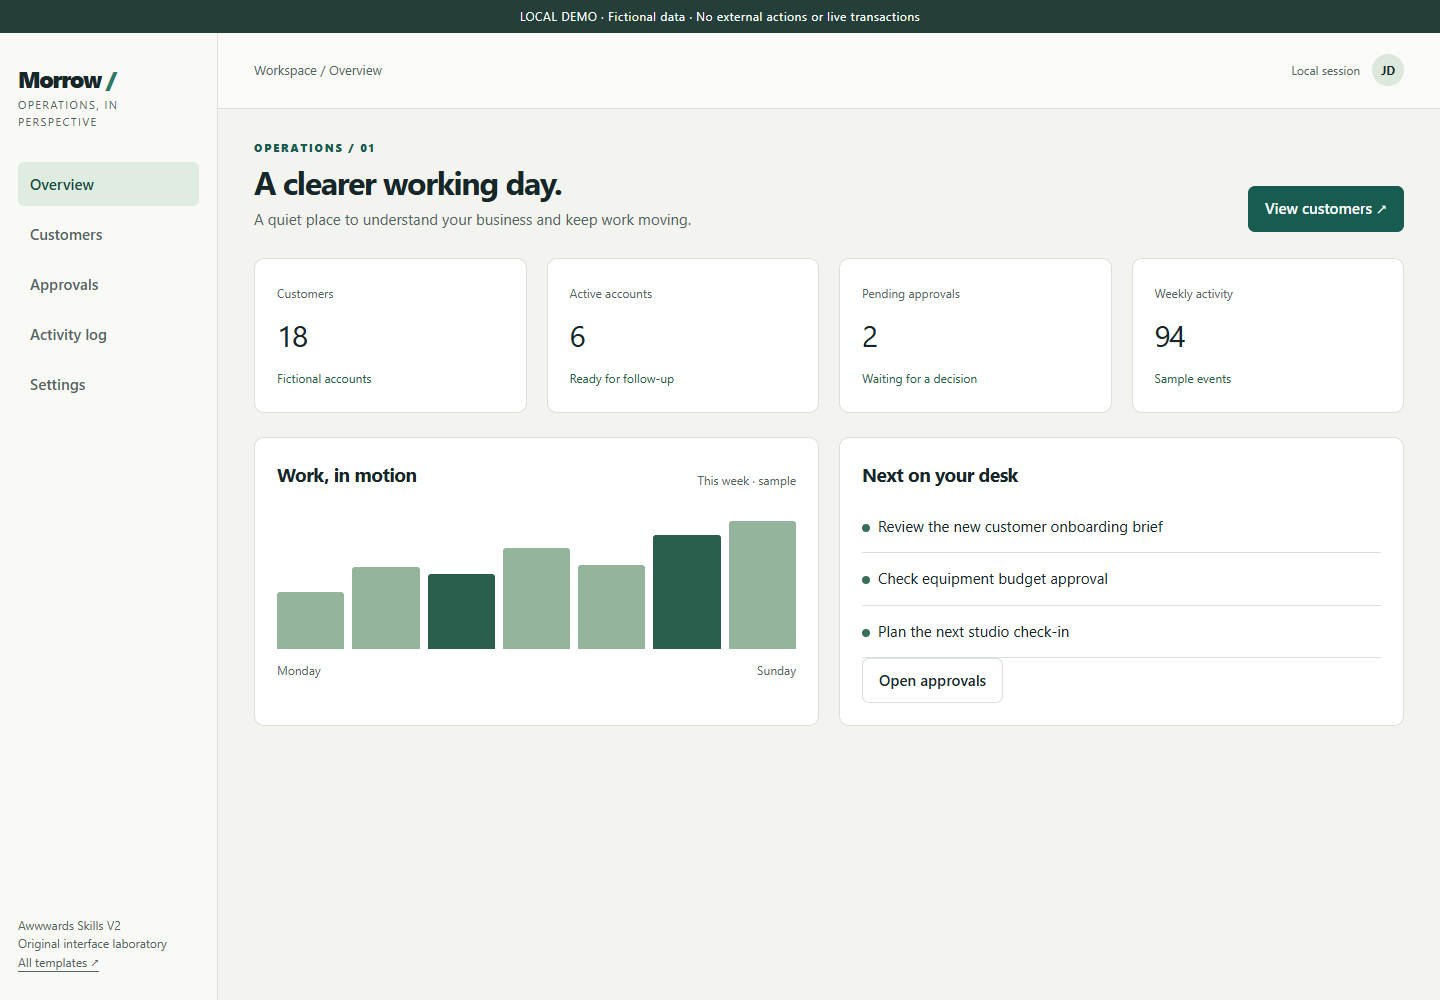 LOCAL DEMO · Fictional data · No external actions or live transactions
Morrow /
OPERATIONS, IN
PERSPECTIVE
Overview
Customers
Approvals
Activity log
Settings
Awwwards Skills V2
Original interface laboratory
All templates ↗
Workspace / Overview
Local session
JD
OPERATIONS / 01
A clearer working day.
A quiet place to understand your business and keep work moving.
View customers ↗
Customers
18
Fictional accounts
Active accounts
6
Ready for follow-up
Pending approvals
2
Waiting for a decision
Weekly activity
94
Sample events
Work, in motion
This week · sample
Monday
Sunday
Next on your desk
Review the new customer onboarding brief
Check equipment budget approval
Plan the next studio check-in
Open approvals